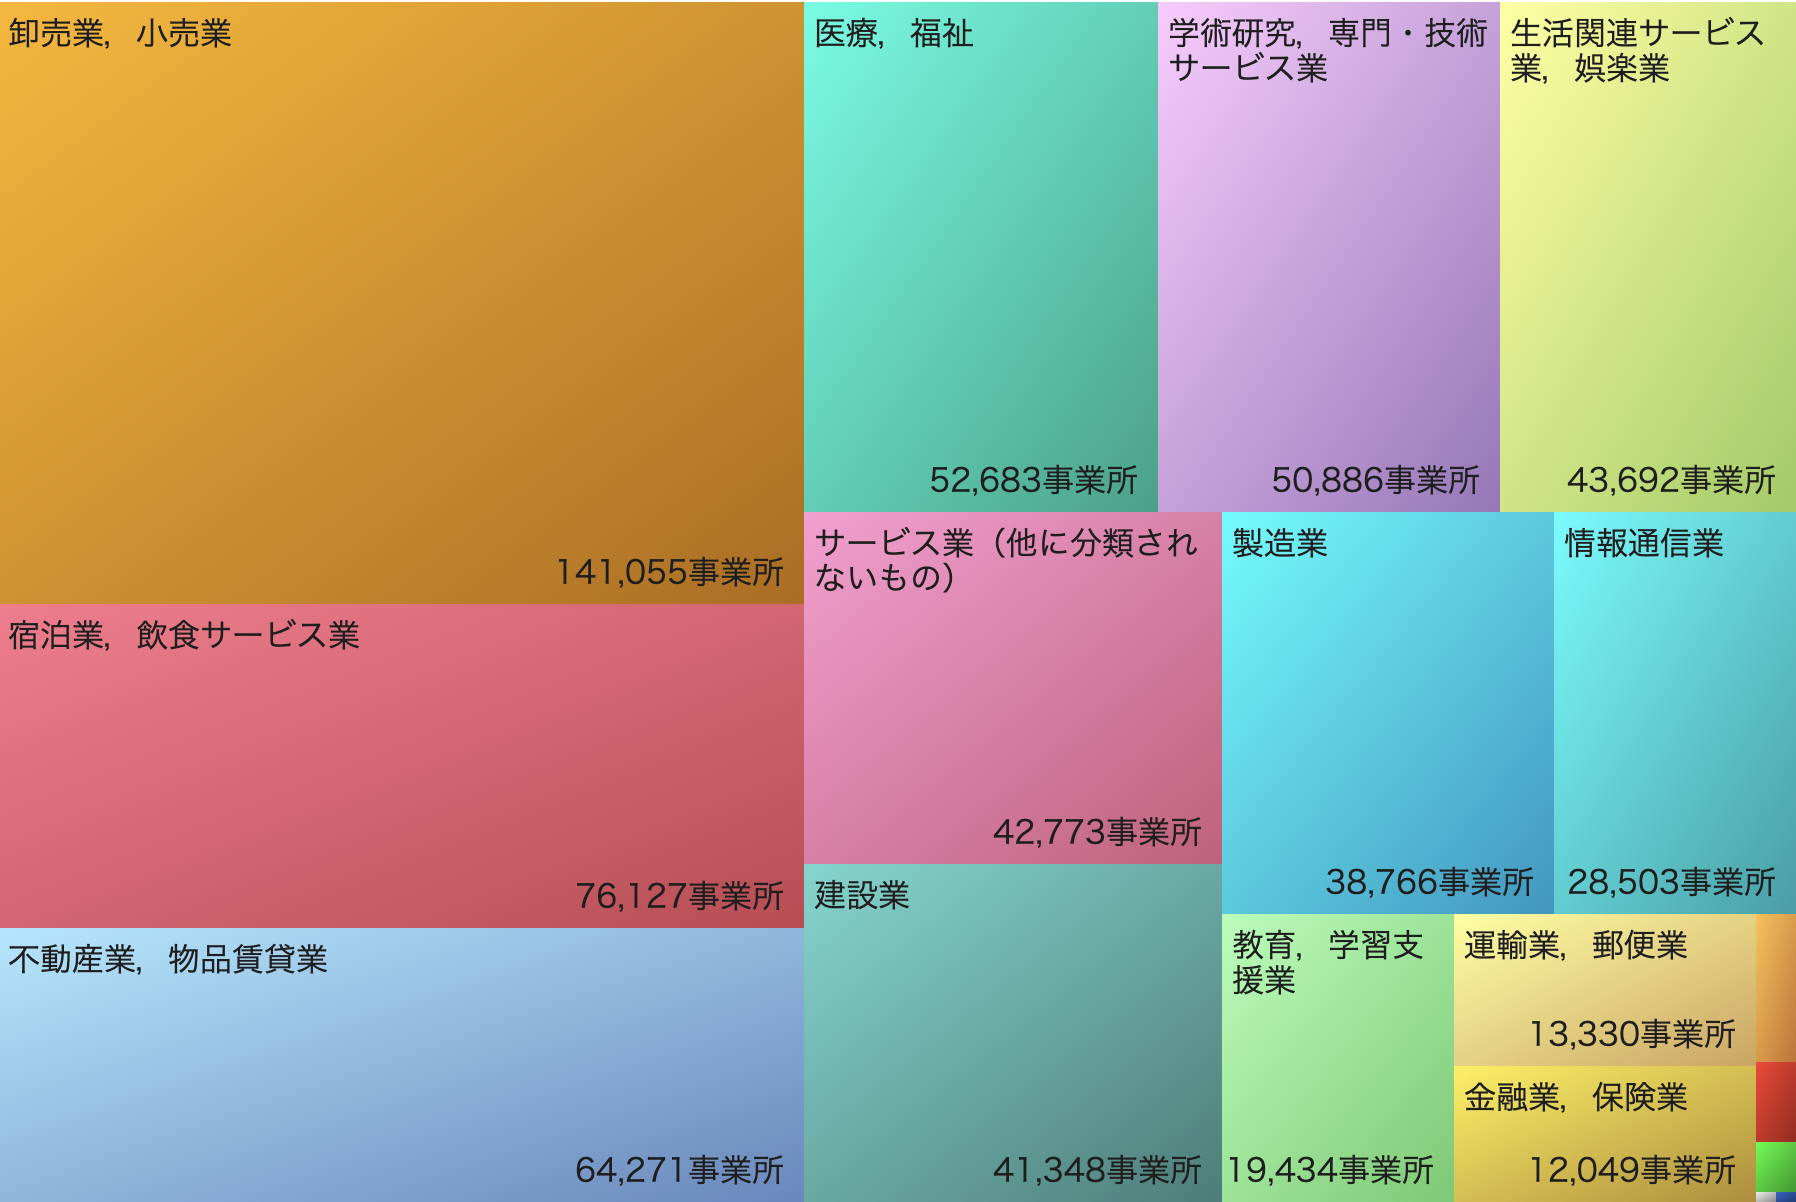 卸売業，小売業
141,055事業所
宿泊業，飲食サービス業
76,127事業所
不動産業，物品賃貸業
64,271事業所
医療，福祉
52,683事業所
学術研究，専門・技術
サービス業
50,886事業所
生活関連サービス
業，娯楽業
43,692事業所
サービス業（他に分類され
ないもの）
42,773事業所
建設業
41,348事業所
製造業
38,766事業所
情報通信業
28,503事業所
教育，学習支
援業
19,434事業所
運輸業，郵便業
13,330事業所
金融業，保険業
12,049事業所